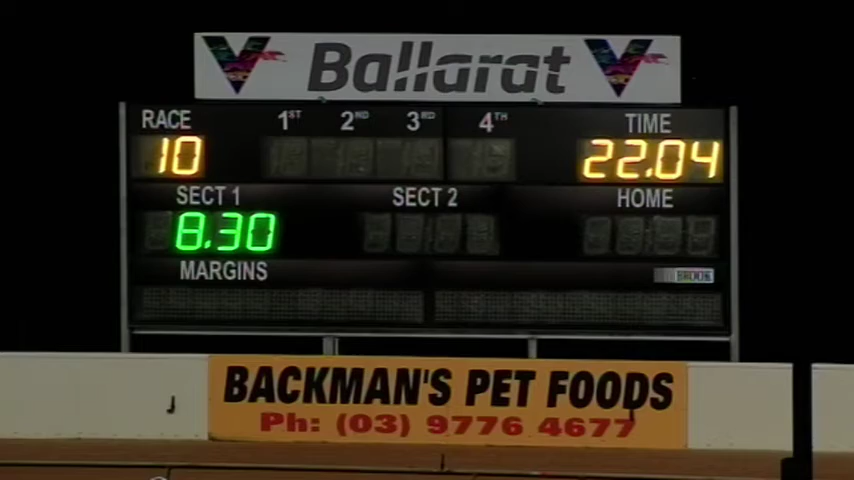 Ballarat
RACE 1ST 2ND 3RD 4TH TIME
10 22.04
SECT 1 SECT 2 HOME
8.30
MARGINS
BACKMAN'S PET FOODS
Ph: (03) 9776 4677